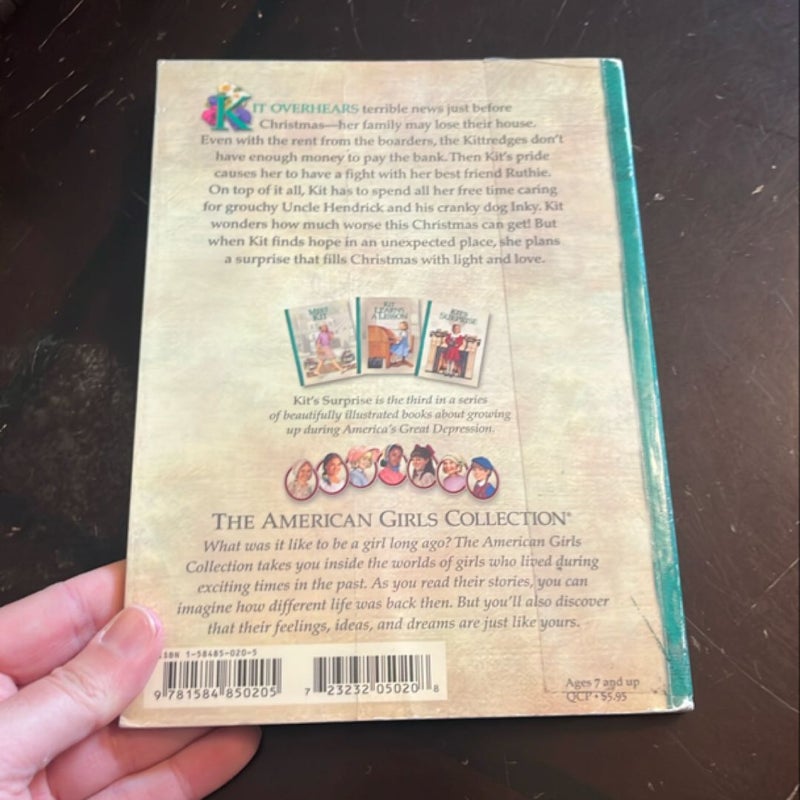 KIT OVERHEARS terrible news just before
Christmas—her family may lose their house.
Even with the rent from the boarders, the Kittredges don't
have enough money to pay the bank. Then Kit's pride
causes her to have a fight with her best friend Ruthie.
On top of it all, Kit has to spend all her free time caring
for grouchy Uncle Hendrick and his cranky dog Inky. Kit
wonders how much worse this Christmas can get! But
when Kit finds hope in an unexpected place, she plans
a surprise that fills Christmas with light and love.
MEET
KIT
KIT
LEARNS
A LESSON
KIT'S
SURPRISE
Kit's Surprise is the third in a series
of beautifully illustrated books about growing
up during America's Great Depression.
THE AMERICAN GIRLS COLLECTION®
What was it like to be a girl long ago? The American Girls
Collection takes you inside the worlds of girls who lived during
exciting times in the past. As you read their stories, you can
imagine how different life was back then. But you'll also discover
that their feelings, ideas, and dreams are just like yours.
ISBN 1-58485-020-5
9 781584 850205
7 23232 05020 8
Ages 7 and up
QCP • $5.95